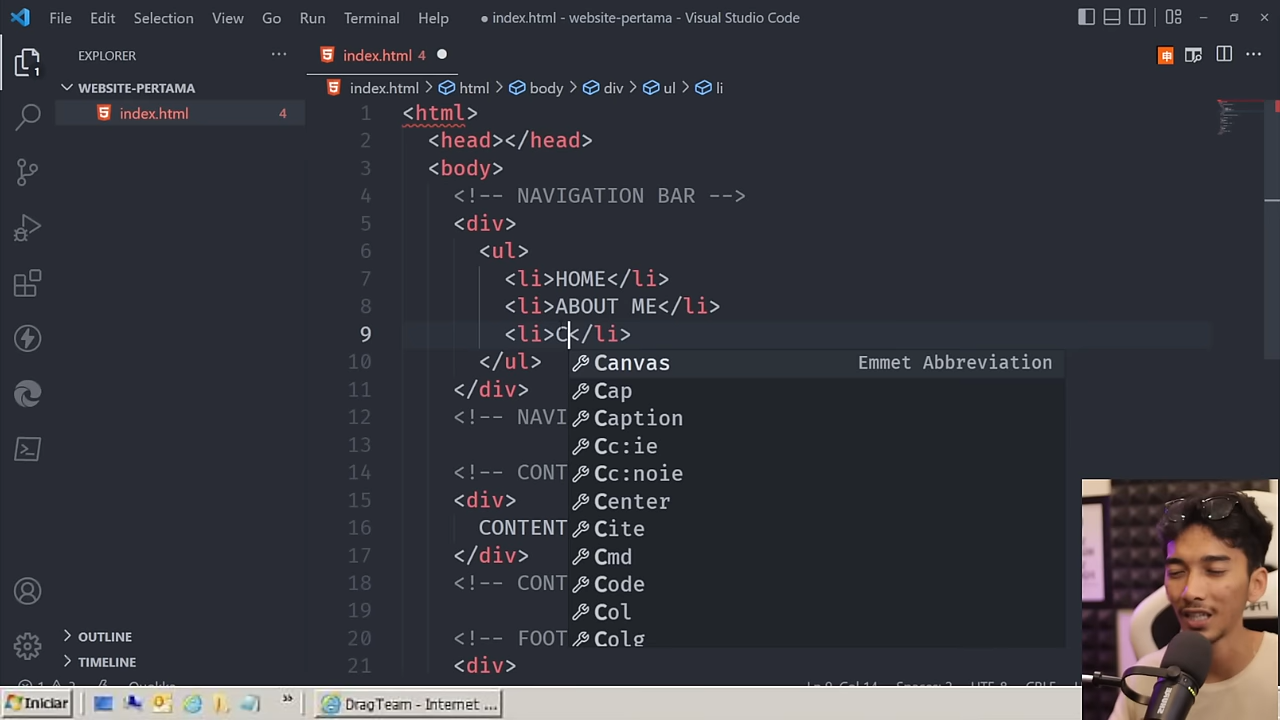 File Edit Selection View Go Run Terminal Help ● index.html - website-pertama - Visual Studio Code
EXPLORER ...
index.html 4 ●
WEBSITE-PERTAMA
index.html 4
1
index.html > html > body > div > ul > li
1 <html>
2 <head></head>
3 <body>
4 <!-- NAVIGATION BAR -->
5 <div>
6 <ul>
7 <li>HOME</li>
8 <li>ABOUT ME</li>
9 <li>C</li>
10 </ul>
11 </div>
12 <!-- NAVI
13
14 <!-- CONT
15 <div>
16 CONTENT
17 </div>
18 <!-- CONT
19
20 <!-- FOOT
21 <div>
Canvas Emmet Abbreviation
Cap
Caption
Cc:ie
Cc:noie
Center
Cite
Cmd
Code
Col
Colg
OUTLINE
TIMELINE
Iniciar » DragTeam - Internet ...